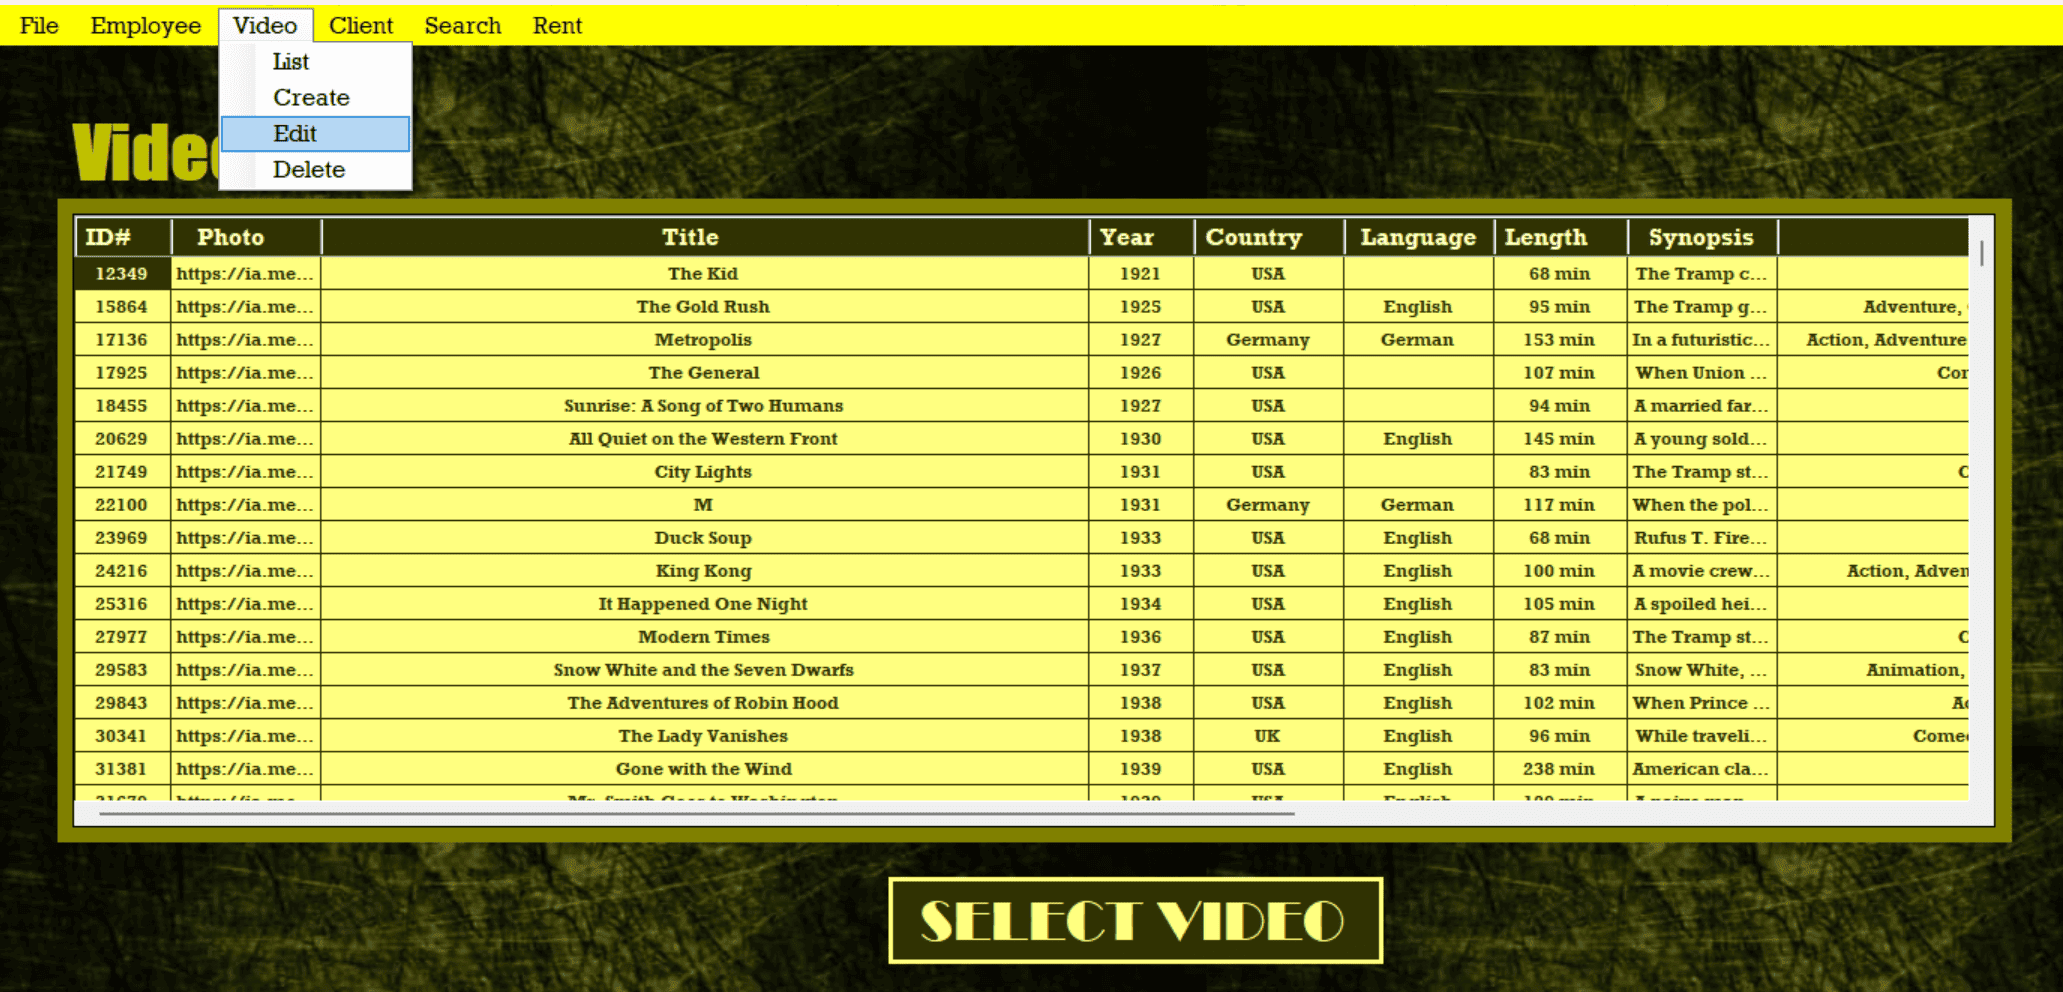 File Employee Video Client Search Rent
List
Create
Edit
Delete
ID# Photo Title Year Country Language Length Synopsis
12349 https://ia.me... The Kid 1921 USA 68 min The Tramp c...
15864 https://ia.me... The Gold Rush 1925 USA English 95 min The Tramp g... Adventure,
17136 https://ia.me... Metropolis 1927 Germany German 153 min In a futuristic... Action, Adventure
17925 https://ia.me... The General 1926 USA 107 min When Union ...
18455 https://ia.me... Sunrise: A Song of Two Humans 1927 USA 94 min A married far...
20629 https://ia.me... All Quiet on the Western Front 1930 USA English 145 min A young sold...
21749 https://ia.me... City Lights 1931 USA 83 min The Tramp st...
22100 https://ia.me... M 1931 Germany German 117 min When the pol...
23969 https://ia.me... Duck Soup 1933 USA English 68 min Rufus T. Fire...
24216 https://ia.me... King Kong 1933 USA English 100 min A movie crew... Action, Adven
25316 https://ia.me... It Happened One Night 1934 USA English 105 min A spoiled hei...
27977 https://ia.me... Modern Times 1936 USA English 87 min The Tramp st...
29583 https://ia.me... Snow White and the Seven Dwarfs 1937 USA English 83 min Snow White, ... Animation,
29843 https://ia.me... The Adventures of Robin Hood 1938 USA English 102 min When Prince ...
30341 https://ia.me... The Lady Vanishes 1938 UK English 96 min While traveli...
31381 https://ia.me... Gone with the Wind 1939 USA English 238 min American cla...
SELECT VIDEO